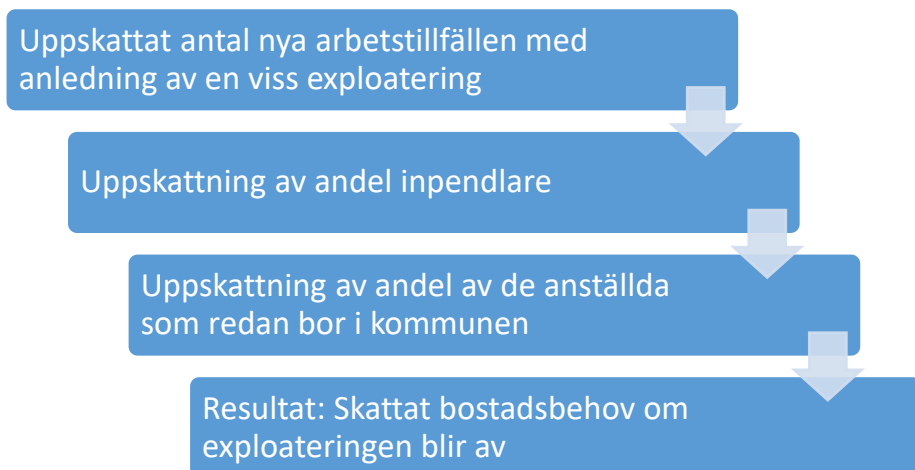 Uppskattat antal nya arbetstillfällen med
anledning av en viss exploatering
Uppskattning av andel inpendlare
Uppskattning av andel av de anställda
som redan bor i kommunen
Resultat: Skattat bostadsbehov om
exploateringen blir av